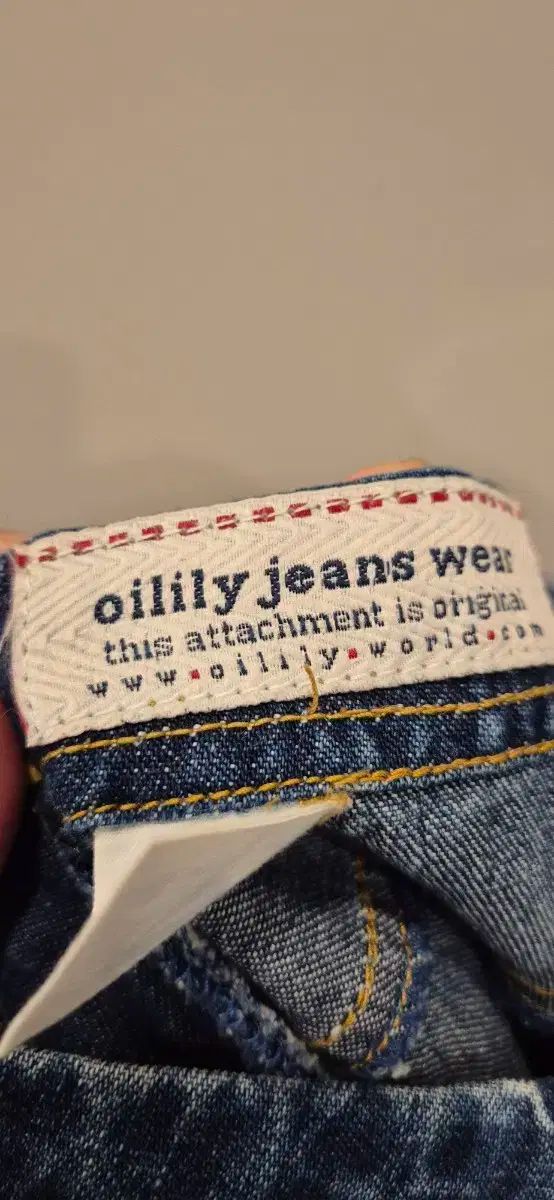 oilily jeans wear
this attachment is original
www.oilily.world.com